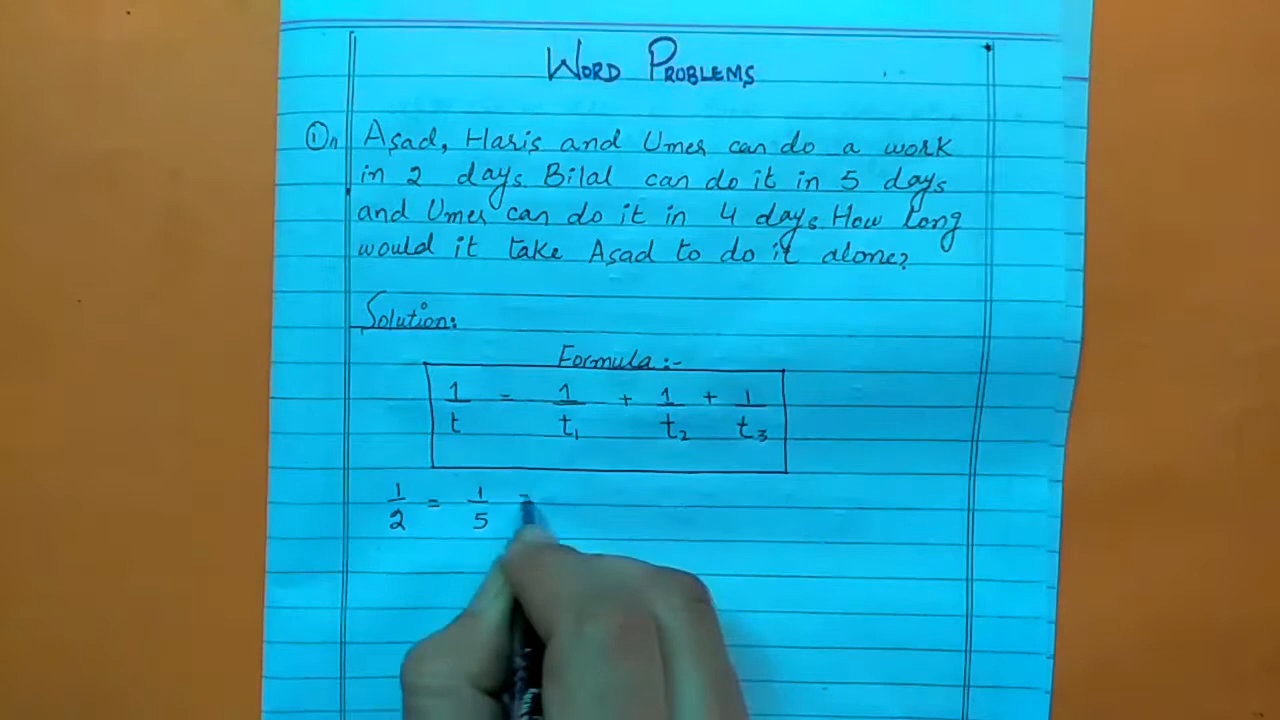 WORD PROBLEMS
①n Asad, Haris and Umer can do a work
in 2 days. Bilal can do it in 5 days
and Umer can do it in 4 days. How long
would it take Asad to do it alone?
Solution:
Formula:-
1/t = 1/t₁ + 1/t₂ + 1/t₃
1/2 = 1/5